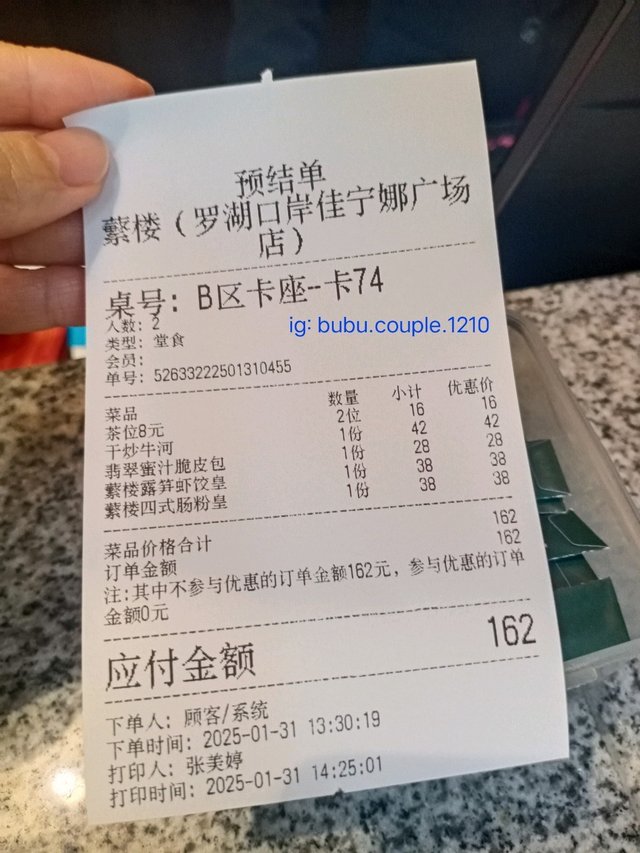 预结单
蘩楼（罗湖口岸佳宁娜广场
店）
桌号: B区卡座--卡74
人数: 2
ig: bubu.couple.1210
类型: 堂食
会员:
单号: 52633222501310455
菜品 数量 小计 优惠价
茶位8元 2位 16 16
干炒牛河 1份 42 42
翡翠蜜汁脆皮包 1份 28 28
蘩楼露笋虾饺皇 1份 38 38
蘩楼四式肠粉皇 1份 38 38
菜品价格合计 162
订单金额 162
注:其中不参与优惠的订单金额162元, 参与优惠的订单
金额0元
应付金额 162
下单人: 顾客/系统
下单时间: 2025-01-31 13:30:19
打印人: 张美婷
打印时间: 2025-01-31 14:25:01